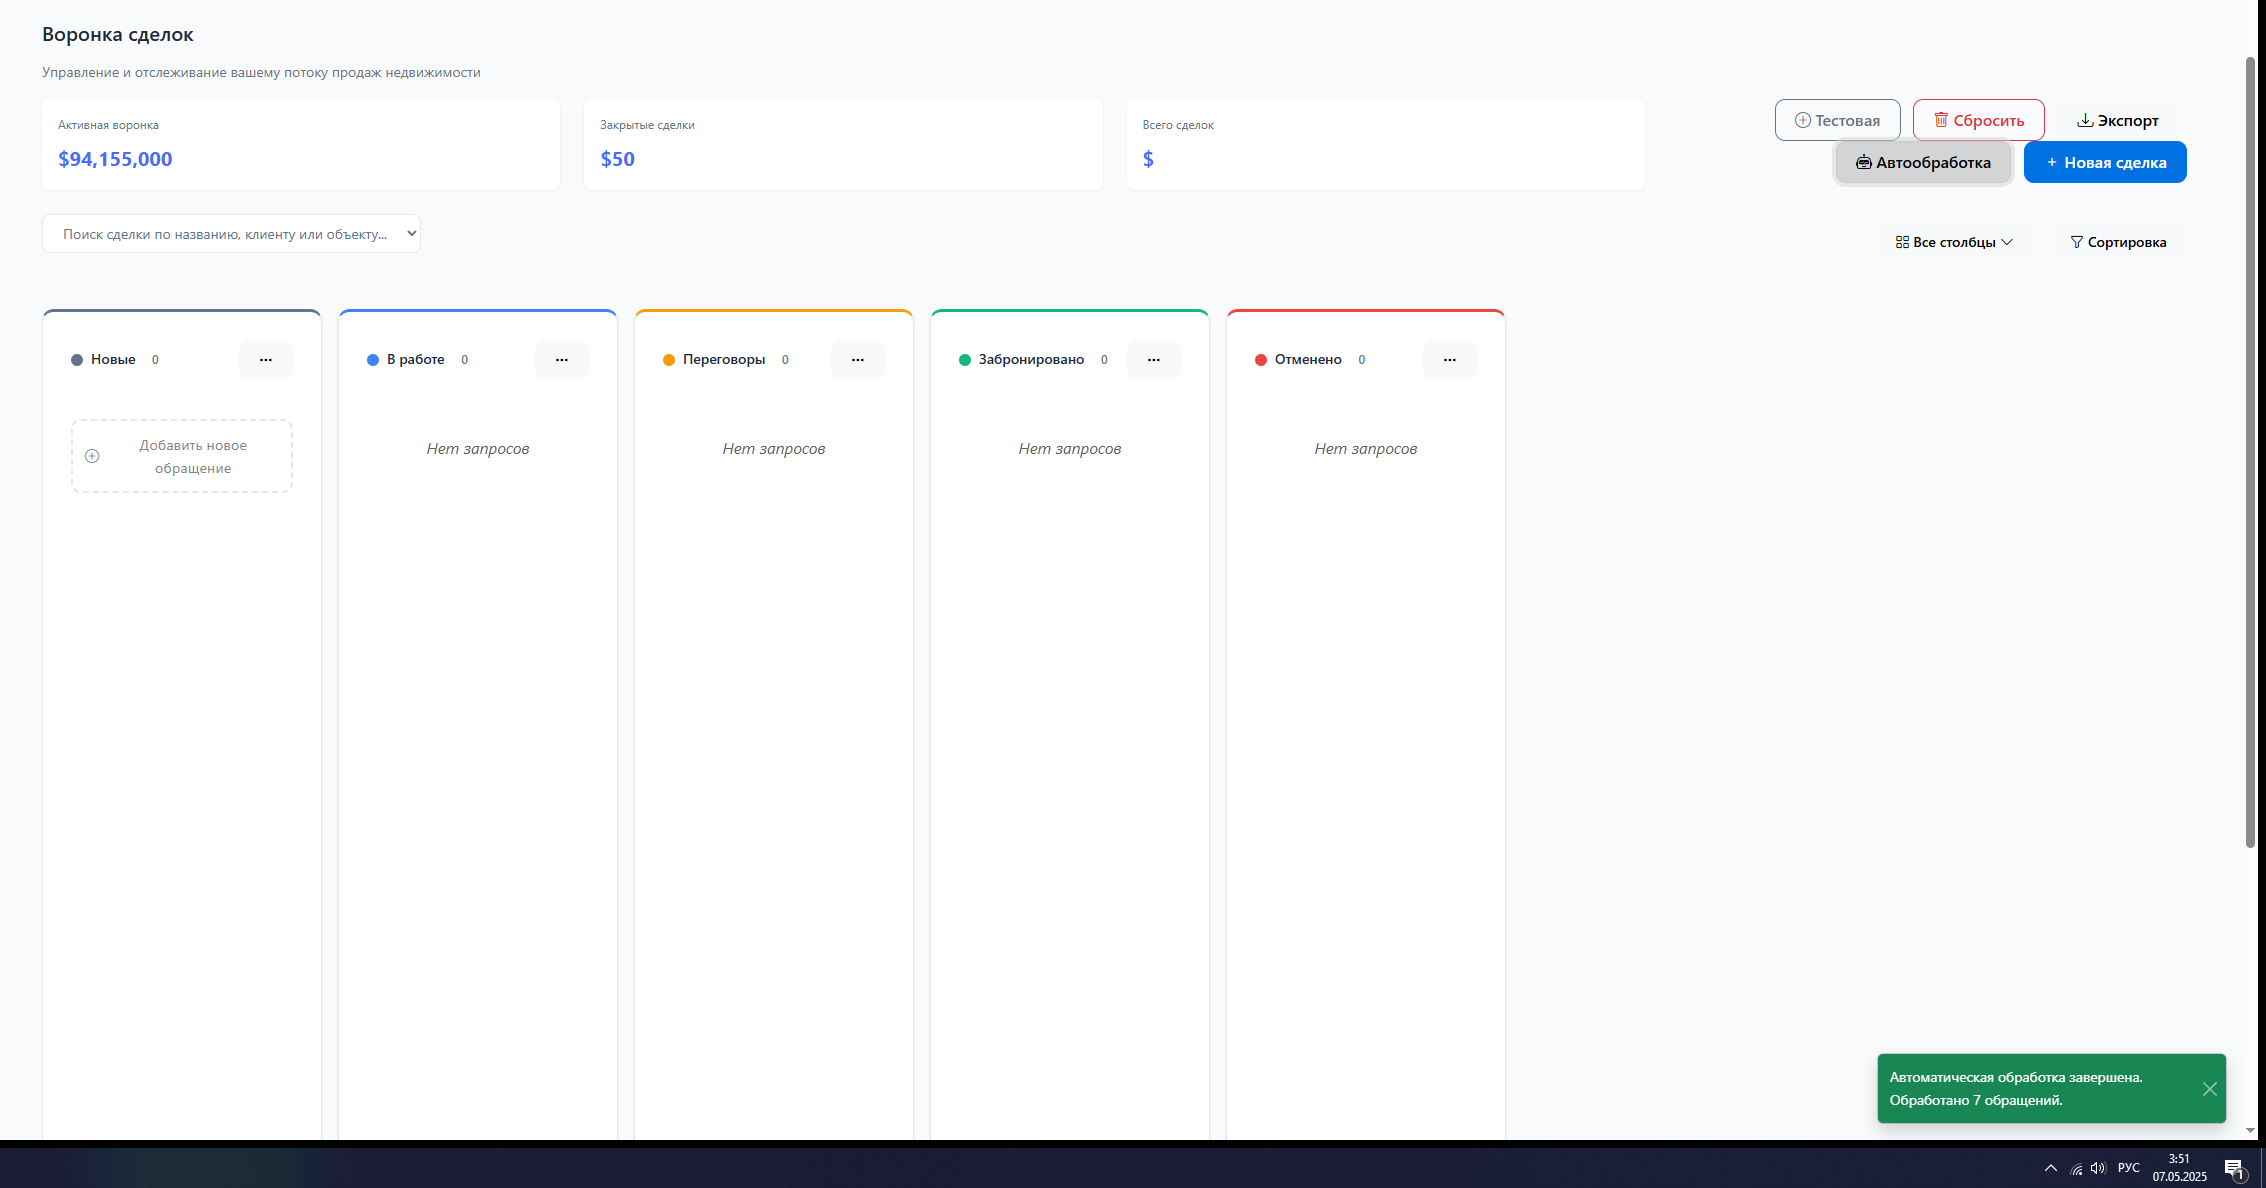 Воронка сделок
Управление и отслеживание вашему потоку продаж недвижимости
Активная воронка
$94,155,000
Закрытые сделки
$50
Всего сделок
$
Тестовая
Сбросить
Экспорт
Автообработка
+ Новая сделка
Поиск сделки по названию, клиенту или объекту...
Все столбцы
Сортировка
Новые 0 ...
В работе 0 ...
Переговоры 0 ...
Забронировано 0 ...
Отменено 0 ...
Добавить новое
обращение
Нет запросов
Нет запросов
Нет запросов
Нет запросов
Автоматическая обработка завершена.
Обработано 7 обращений.
РУС
3:51
07.05.2025
1